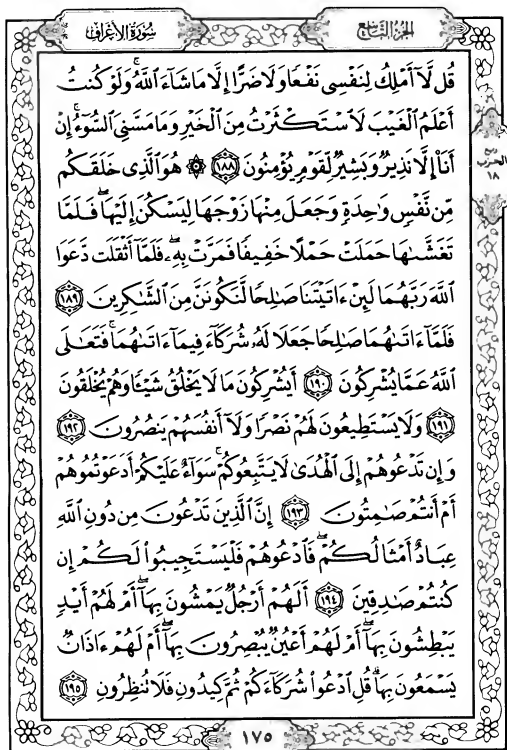 الجزء التاسع
سورة الأعراف
قُل لَّآ أَمْلِكُ لِنَفْسِى نَفْعًا وَلَا ضَرًّا إِلَّا مَا شَآءَ ٱللَّهُ ۚ وَلَوْ كُنتُ
أَعْلَمُ ٱلْغَيْبَ لَٱسْتَكْثَرْتُ مِنَ ٱلْخَيْرِ وَمَا مَسَّنِىَ ٱلسُّوٓءُ ۚ إِنْ
أَنَا۠ إِلَّا نَذِيرٌ وَبَشِيرٌ لِّقَوْمٍ يُؤْمِنُونَ ١٨٨ ۞ هُوَ ٱلَّذِى خَلَقَكُم
مِّن نَّفْسٍ وَٰحِدَةٍ وَجَعَلَ مِنْهَا زَوْجَهَا لِيَسْكُنَ إِلَيْهَا ۖ فَلَمَّا
تَغَشَّىٰهَا حَمَلَتْ حَمْلًا خَفِيفًا فَمَرَّتْ بِهِۦ ۖ فَلَمَّآ أَثْقَلَت دَّعَوَا
ٱللَّهَ رَبَّهُمَا لَئِنْ ءَاتَيْتَنَا صَٰلِحًا لَّنَكُونَنَّ مِنَ ٱلشَّٰكِرِينَ ١٨٩
فَلَمَّآ ءَاتَىٰهُمَا صَٰلِحًا جَعَلَا لَهُۥ شُرَكَآءَ فِيمَآ ءَاتَىٰهُمَا ۚ فَتَعَٰلَى
ٱللَّهُ عَمَّا يُشْرِكُونَ ١٩٠ أَيُشْرِكُونَ مَا لَا يَخْلُقُ شَيْـًٔا وَهُمْ يُخْلَقُونَ
١٩١ وَلَا يَسْتَطِيعُونَ لَهُمْ نَصْرًا وَلَآ أَنفُسَهُمْ يَنصُرُونَ ١٩٢
وَإِن تَدْعُوهُمْ إِلَى ٱلْهُدَىٰ لَا يَتَّبِعُوكُمْ ۚ سَوَآءٌ عَلَيْكُمْ أَدَعَوْتُمُوهُمْ
أَمْ أَنتُمْ صَٰمِتُونَ ١٩٣ إِنَّ ٱلَّذِينَ تَدْعُونَ مِن دُونِ ٱللَّهِ
عِبَادٌ أَمْثَالُكُمْ ۖ فَٱدْعُوهُمْ فَلْيَسْتَجِيبُوا۟ لَكُمْ إِن
كُنتُمْ صَٰدِقِينَ ١٩٤ أَلَهُمْ أَرْجُلٌ يَمْشُونَ بِهَآ ۖ أَمْ لَهُمْ أَيْدٍ
يَبْطِشُونَ بِهَآ ۖ أَمْ لَهُمْ أَعْيُنٌ يُبْصِرُونَ بِهَآ ۖ أَمْ لَهُمْ ءَاذَانٌ
يَسْمَعُونَ بِهَا ۗ قُلِ ٱدْعُوا۟ شُرَكَآءَكُمْ ثُمَّ كِيدُونِ فَلَا تُنظِرُونِ ١٩٥
ربع
الحزب
١٨
١٧٥